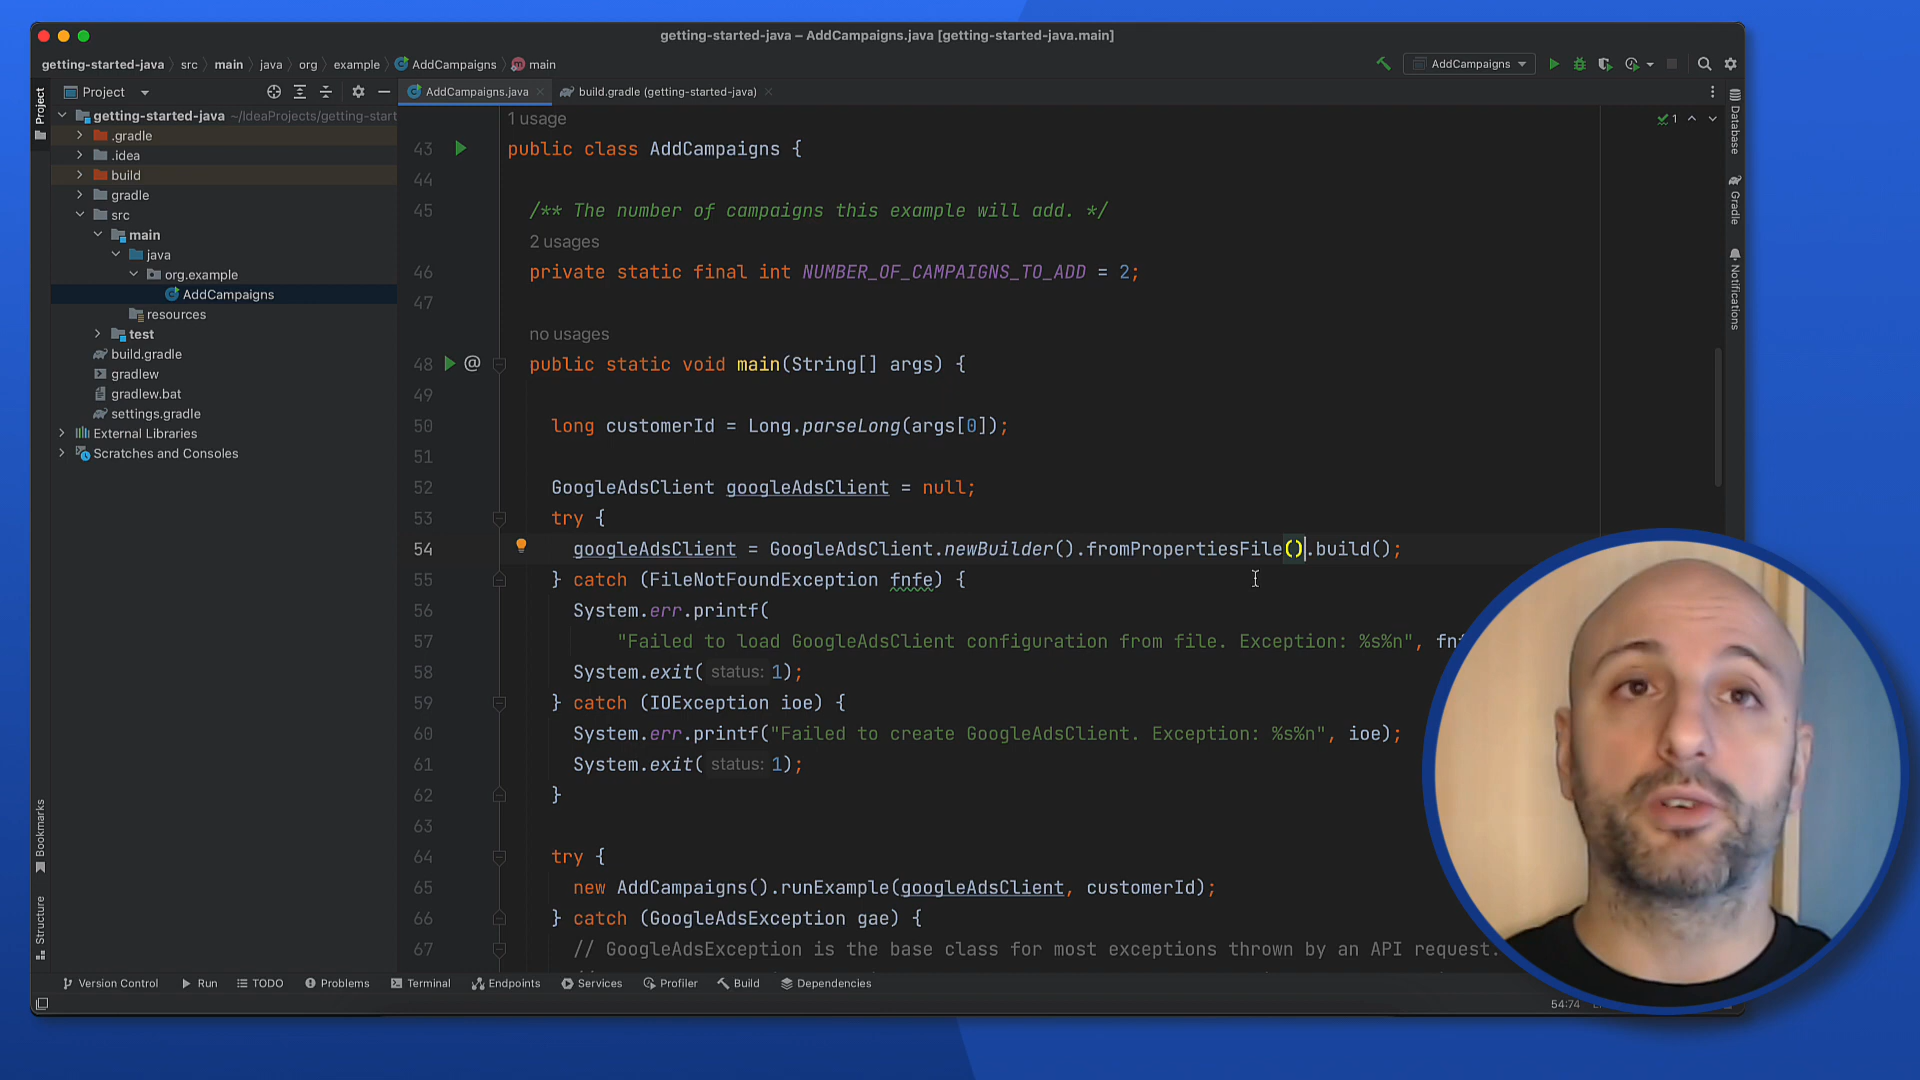 getting-started-java – AddCampaigns.java [getting-started-java.main]
getting-started-java › src › main › java › org › example › AddCampaigns › main
AddCampaigns
Project
AddCampaigns.java
build.gradle (getting-started-java)
Project
Database
Gradle
Notifications
Bookmarks
Structure
getting-started-java ~/IdeaProjects/getting-start
.gradle
.idea
build
gradle
src
main
java
org.example
AddCampaigns
resources
test
build.gradle
gradlew
gradlew.bat
settings.gradle
External Libraries
Scratches and Consoles
1
1 usage
43 public class AddCampaigns {
44
45 /** The number of campaigns this example will add. */
2 usages
46 private static final int NUMBER_OF_CAMPAIGNS_TO_ADD = 2;
47
no usages
48 @ public static void main(String[] args) {
49
50 long customerId = Long.parseLong(args[0]);
51
52 GoogleAdsClient googleAdsClient = null;
53 try {
54 googleAdsClient = GoogleAdsClient.newBuilder().fromPropertiesFile().build();
55 } catch (FileNotFoundException fnfe) {
56 System.err.printf(
57 "Failed to load GoogleAdsClient configuration from file. Exception: %s%n", fn
58 System.exit( status: 1);
59 } catch (IOException ioe) {
60 System.err.printf("Failed to create GoogleAdsClient. Exception: %s%n", ioe);
61 System.exit( status: 1);
62 }
63
64 try {
65 new AddCampaigns().runExample(googleAdsClient, customerId);
66 } catch (GoogleAdsException gae) {
67 // GoogleAdsException is the base class for most exceptions thrown by an API request.
Version Control
Run
TODO
Problems
Terminal
Endpoints
Services
Profiler
Build
Dependencies
54:74